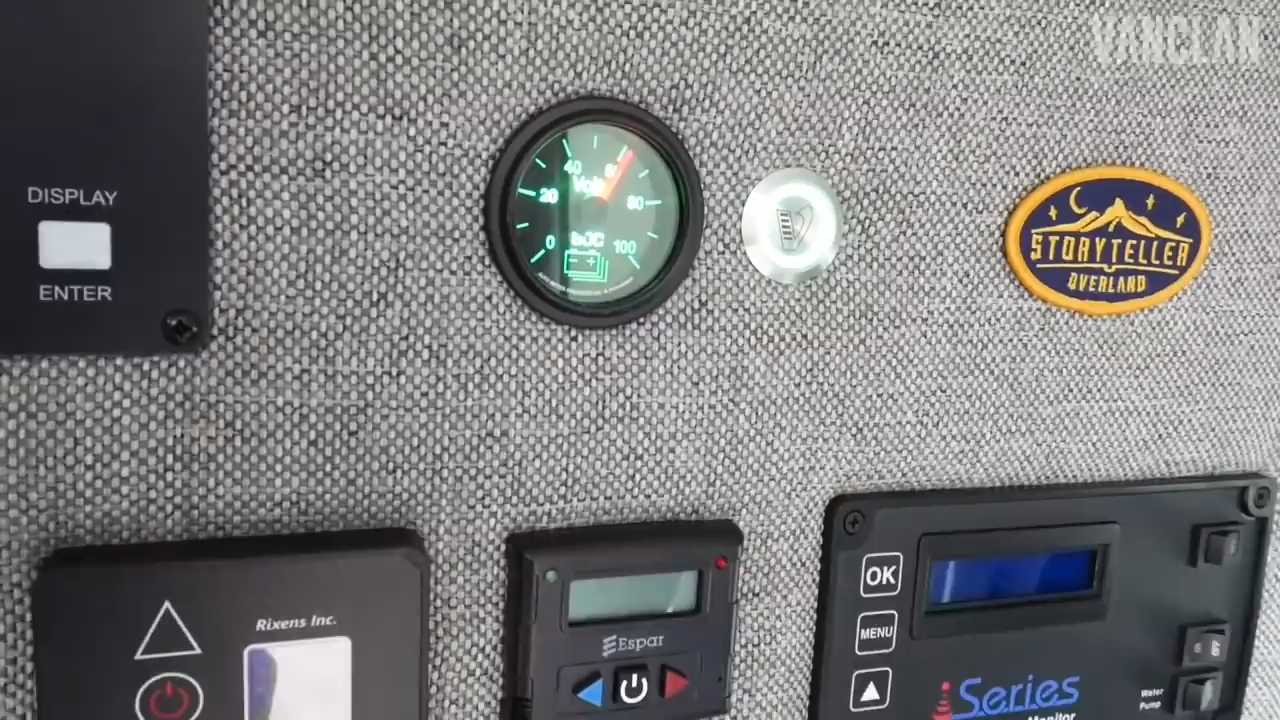 VANCLAN
DISPLAY
ENTER
0
20
40
80
100
Volt
STORYTELLER
OVERLAND
Rixens Inc.
Espar
OK
MENU
Series
Monitor
Water
Pump
OFF